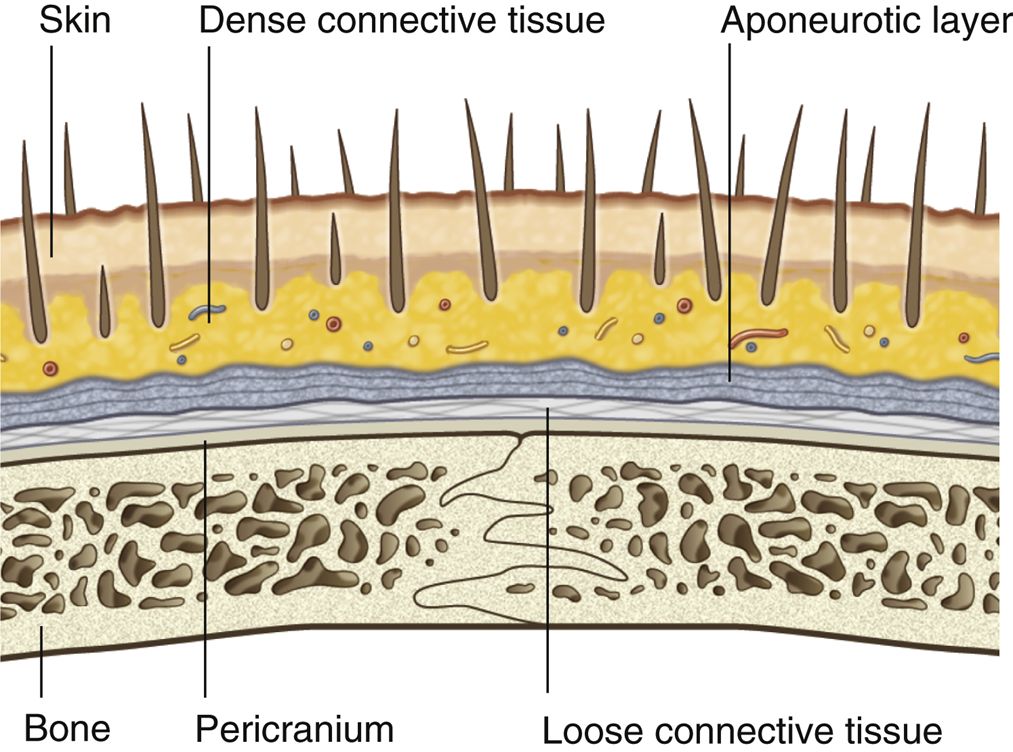 Skin
Dense connective tissue
Aponeurotic layer
Bone
Pericranium
Loose connective tissue